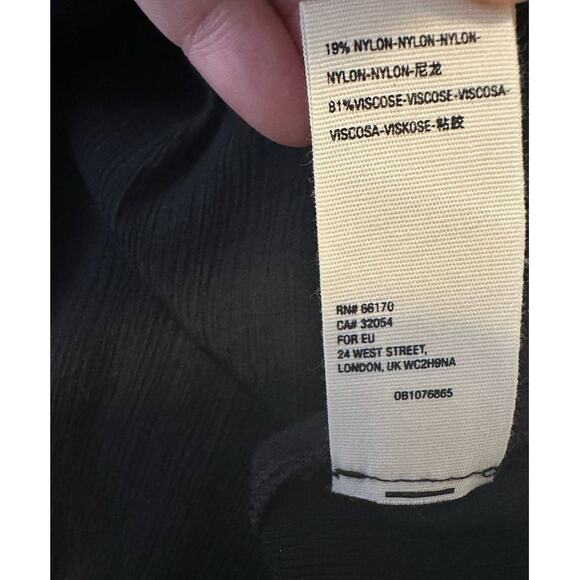 19% NYLON-NYLON-NYLON-
NYLON-NYLON-尼龙
81%VISCOSE-VISCOSE-VISCOSA-
VISCOSA-VISKOSE-粘胶
RN# 66170
CA# 32054
FOR EU
24 WEST STREET,
LONDON, UK WC2H9NA
OB1076865